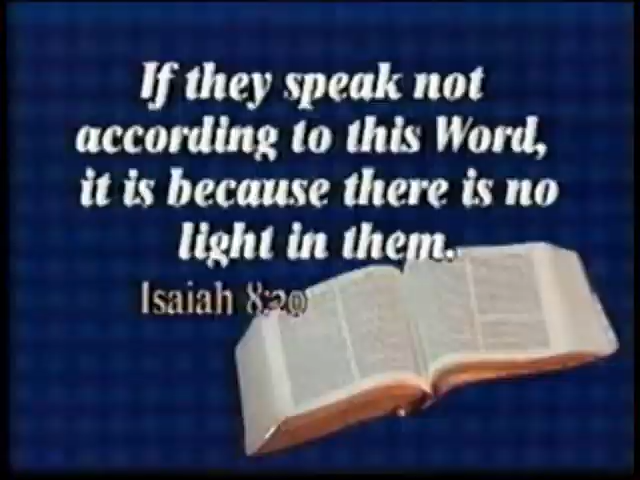 If they speak not
according to this Word,
it is because there is no
light in them.
Isaiah 8:20